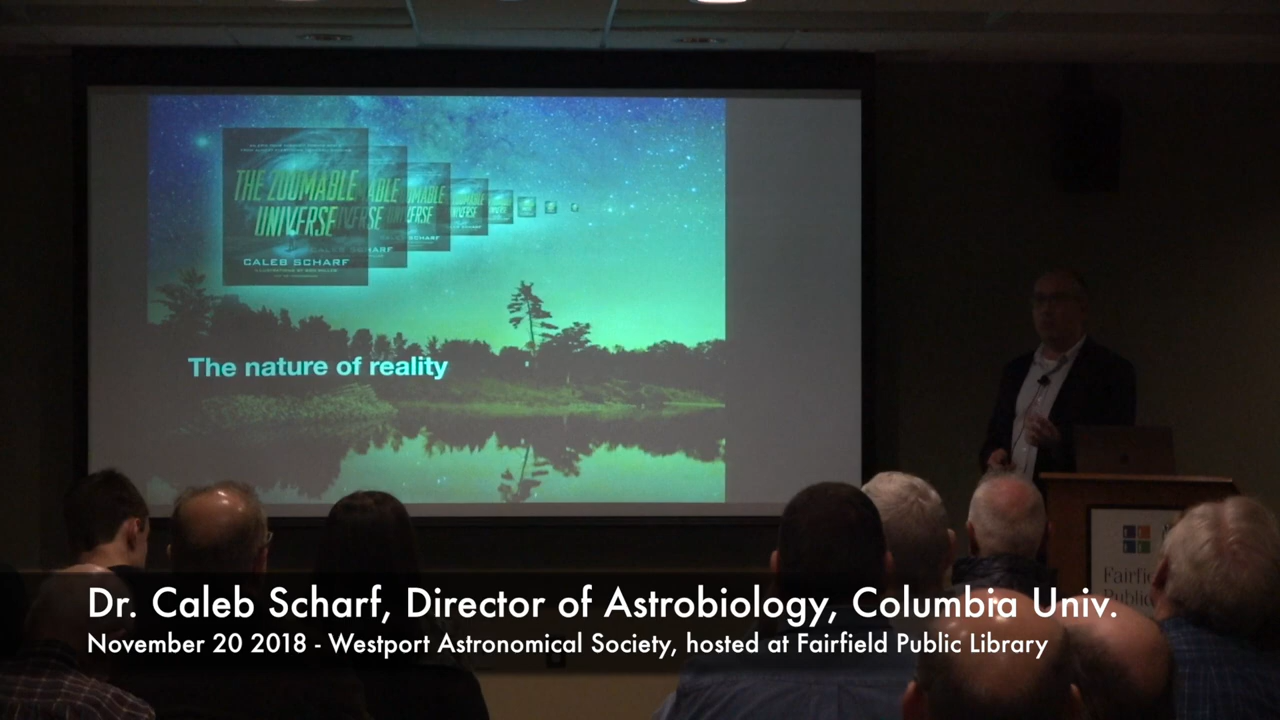 THE ZOOMABLE
UNIVERSE
CALEB SCHARF
The nature of reality
Dr. Caleb Scharf, Director of Astrobiology, Columbia Univ.
November 20 2018 - Westport Astronomical Society, hosted at Fairfield Public Library